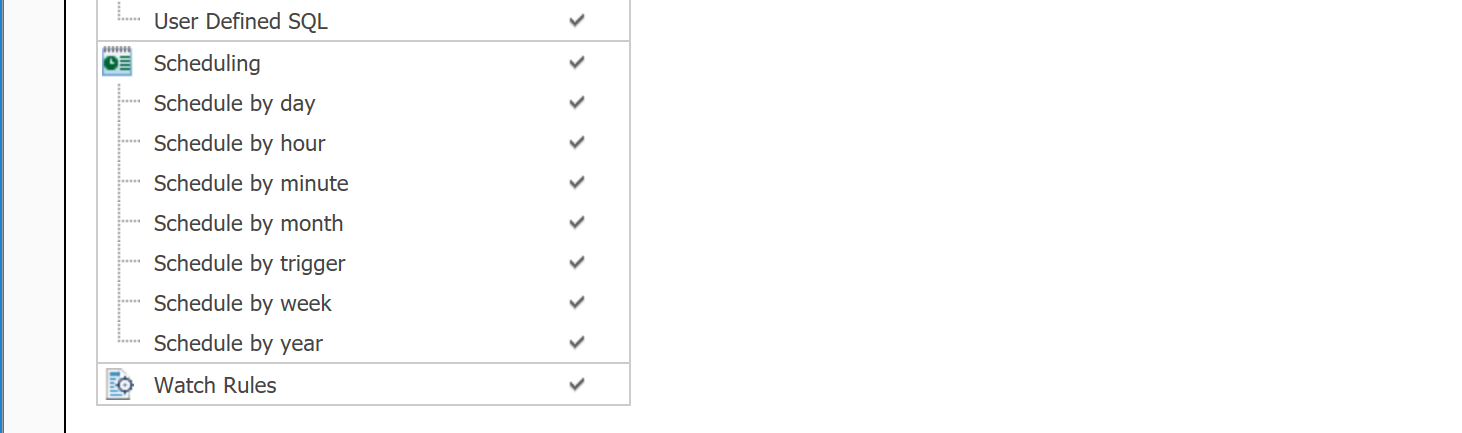 User Defined SQL
Scheduling
Schedule by day
Schedule by hour
Schedule by minute
Schedule by month
Schedule by trigger
Schedule by week
Schedule by year
Watch Rules